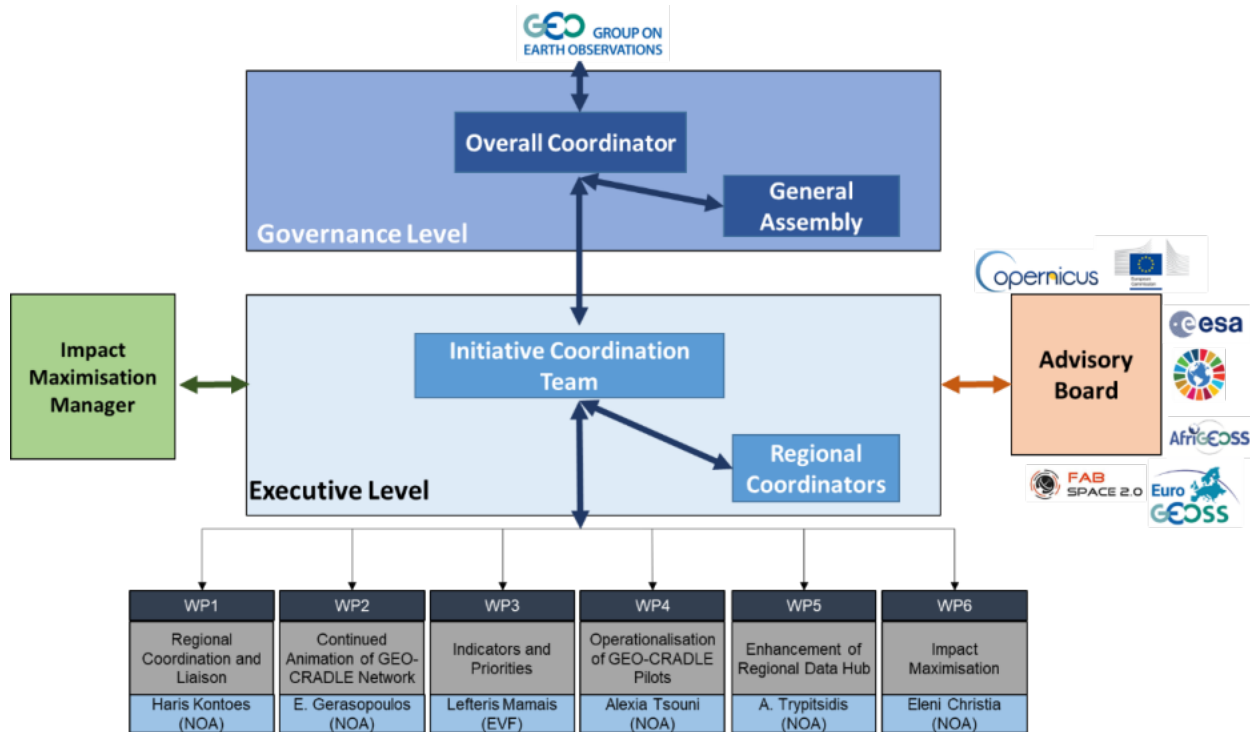 GEO GROUP ON
EARTH OBSERVATIONS
Overall Coordinator
General
Assembly
Governance Level
Copernicus
European
Commission
Impact
Maximisation
Manager
Initiative Coordination
Team
Advisory
Board
esa
AfriGEOSS
Regional
Coordinators
Executive Level
FAB
SPACE 2.0
Euro
GEOSS
WP1
WP2
WP3
WP4
WP5
WP6
Regional
Coordination and
Liaison
Continued
Animation of GEO-
CRADLE Network
Indicators and
Priorities
Operationalisation
of GEO-CRADLE
Pilots
Enhancement of
Regional Data Hub
Impact
Maximisation
Haris Kontoes
(NOA)
E. Gerasopoulos
(NOA)
Lefteris Mamais
(EVF)
Alexia Tsouni
(NOA)
A. Trypitsidis
(NOA)
Eleni Christia
(NOA)